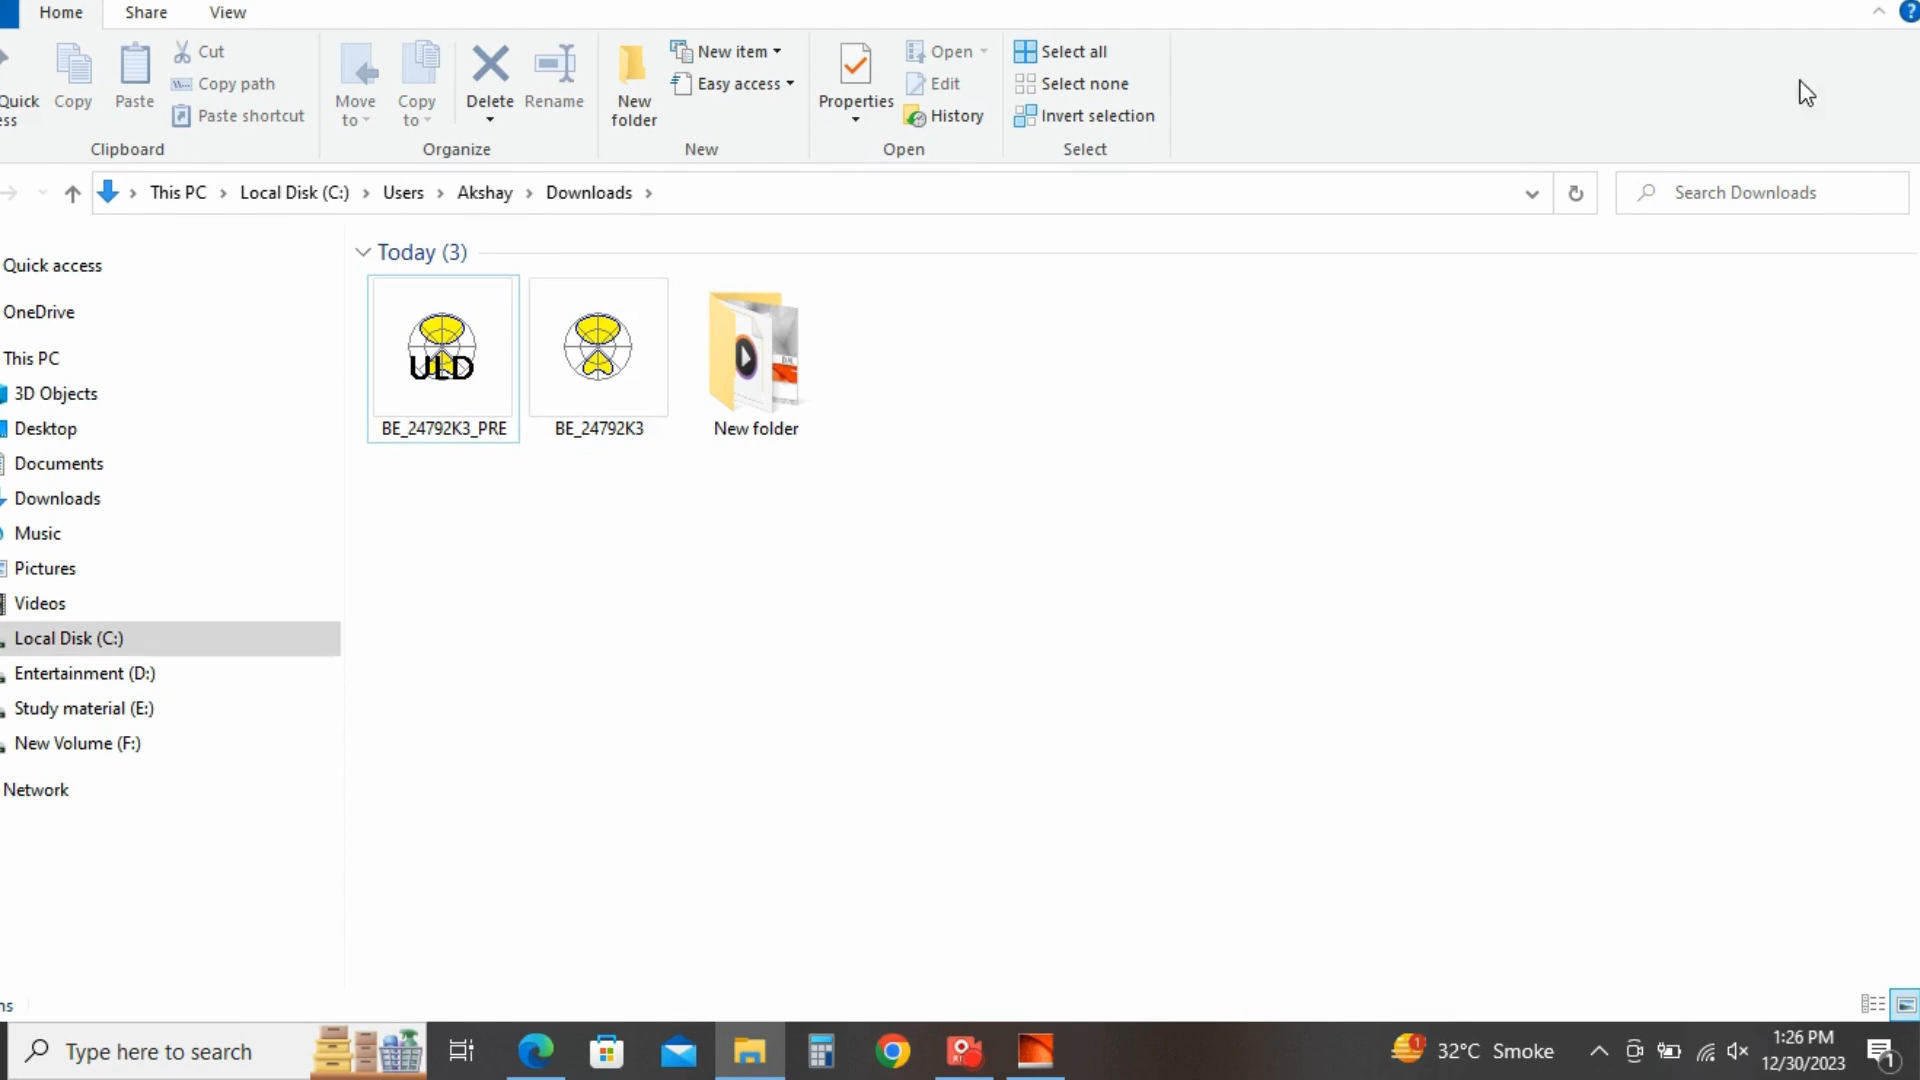 Home Share View
Quick
ess
Copy
Paste
Cut
Copy path
Paste shortcut
Clipboard
Move
to
Copy
to
Delete
Rename
Organize
New
folder
New item
Easy access
New
Properties
Open
Edit
History
Open
Select all
Select none
Invert selection
Select
This PC > Local Disk (C:) > Users > Akshay > Downloads >
Search Downloads
Quick access
OneDrive
This PC
3D Objects
Desktop
Documents
Downloads
Music
Pictures
Videos
Local Disk (C:)
Entertainment (D:)
Study material (E:)
New Volume (F:)
Network
Today (3)
ULD
BE_24792K3_PRE
BE_24792K3
New folder
ns
Type here to search
1
32°C Smoke
1:26 PM
12/30/2023
1